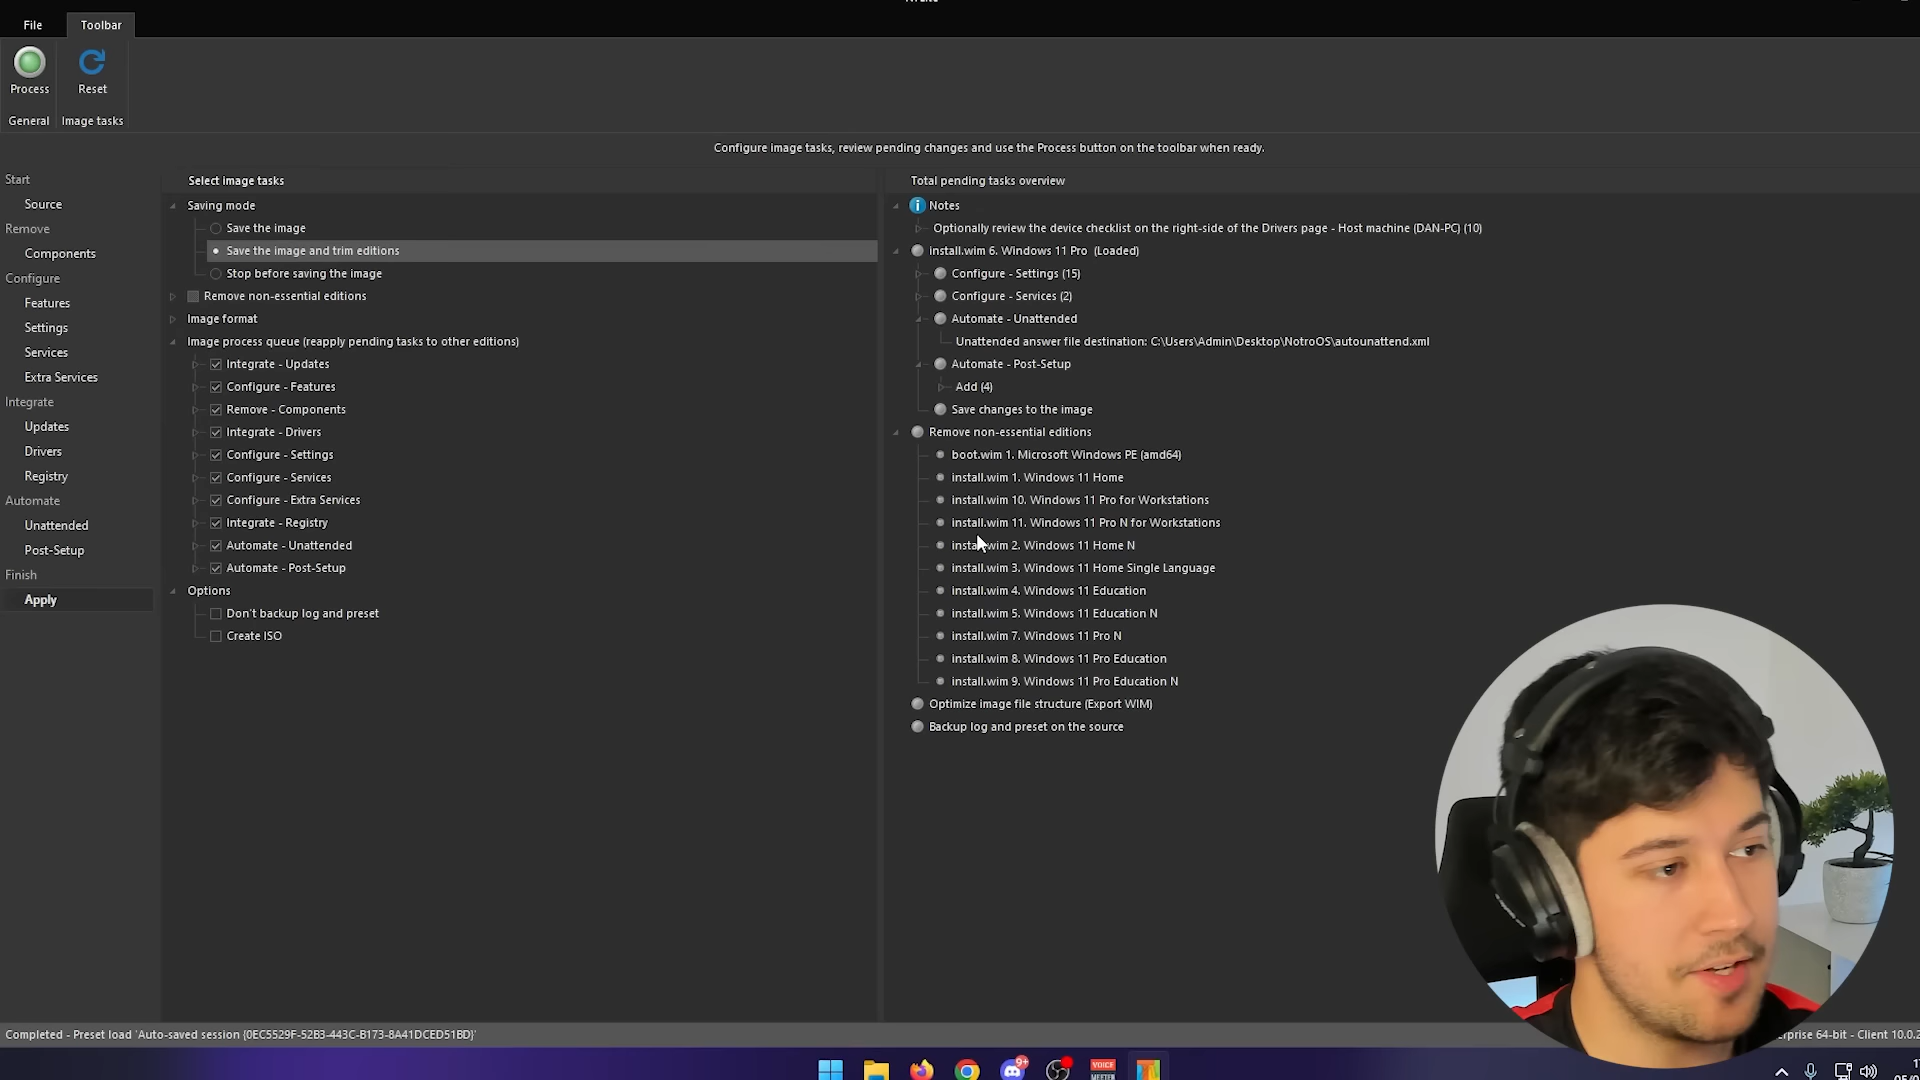 File
Toolbar
Process
Reset
General
Image tasks
Configure image tasks, review pending changes and use the Process button on the toolbar when ready.
Start
Source
Remove
Components
Configure
Features
Settings
Services
Extra Services
Integrate
Updates
Drivers
Registry
Automate
Unattended
Post-Setup
Finish
Apply
Select image tasks
Saving mode
Save the image
Save the image and trim editions
Stop before saving the image
Remove non-essential editions
Image format
Image process queue (reapply pending tasks to other editions)
Integrate - Updates
Configure - Features
Remove - Components
Integrate - Drivers
Configure - Settings
Configure - Services
Configure - Extra Services
Integrate - Registry
Automate - Unattended
Automate - Post-Setup
Options
Don't backup log and preset
Create ISO
Total pending tasks overview
Notes
Optionally review the device checklist on the right-side of the Drivers page - Host machine (DAN-PC) (10)
install.wim 6. Windows 11 Pro (Loaded)
Configure - Settings (15)
Configure - Services (2)
Automate - Unattended
Unattended answer file destination: C:\Users\Admin\Desktop\NotroOS\autounattend.xml
Automate - Post-Setup
Add (4)
Save changes to the image
Remove non-essential editions
boot.wim 1. Microsoft Windows PE (amd64)
install.wim 1. Windows 11 Home
install.wim 10. Windows 11 Pro for Workstations
install.wim 11. Windows 11 Pro N for Workstations
install.wim 2. Windows 11 Home N
install.wim 3. Windows 11 Home Single Language
install.wim 4. Windows 11 Education
install.wim 5. Windows 11 Education N
install.wim 7. Windows 11 Pro N
install.wim 8. Windows 11 Pro Education
install.wim 9. Windows 11 Pro Education N
Optimize image file structure (Export WIM)
Backup log and preset on the source
Completed - Preset load 'Auto-saved session {0EC5529F-52B3-443C-B173-8A41DCED51BD}'
erprise 64-bit - Client 10.0.2
9+
VOICE
MEETER